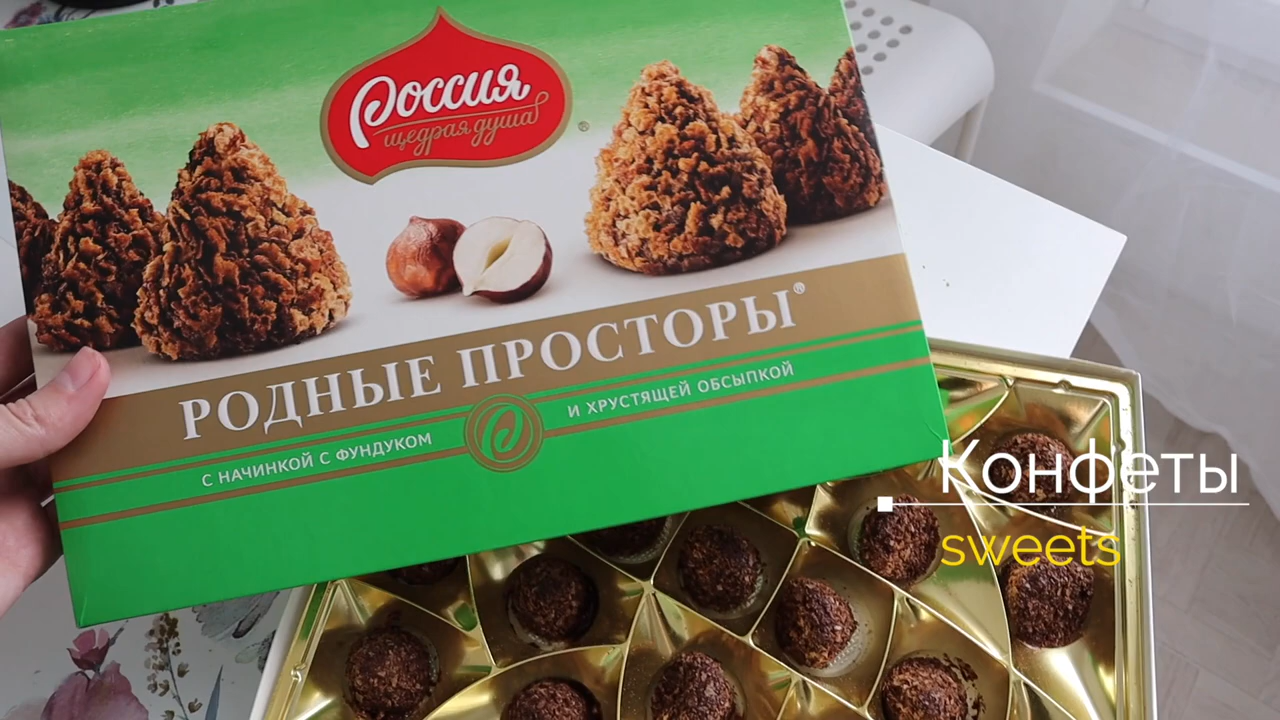 Россия
щедрая душа
®
РОДНЫЕ ПРОСТОРЫ®
С НАЧИНКОЙ С ФУНДУКОМ И ХРУСТЯЩЕЙ ОБСЫПКОЙ
Конфеты
sweets